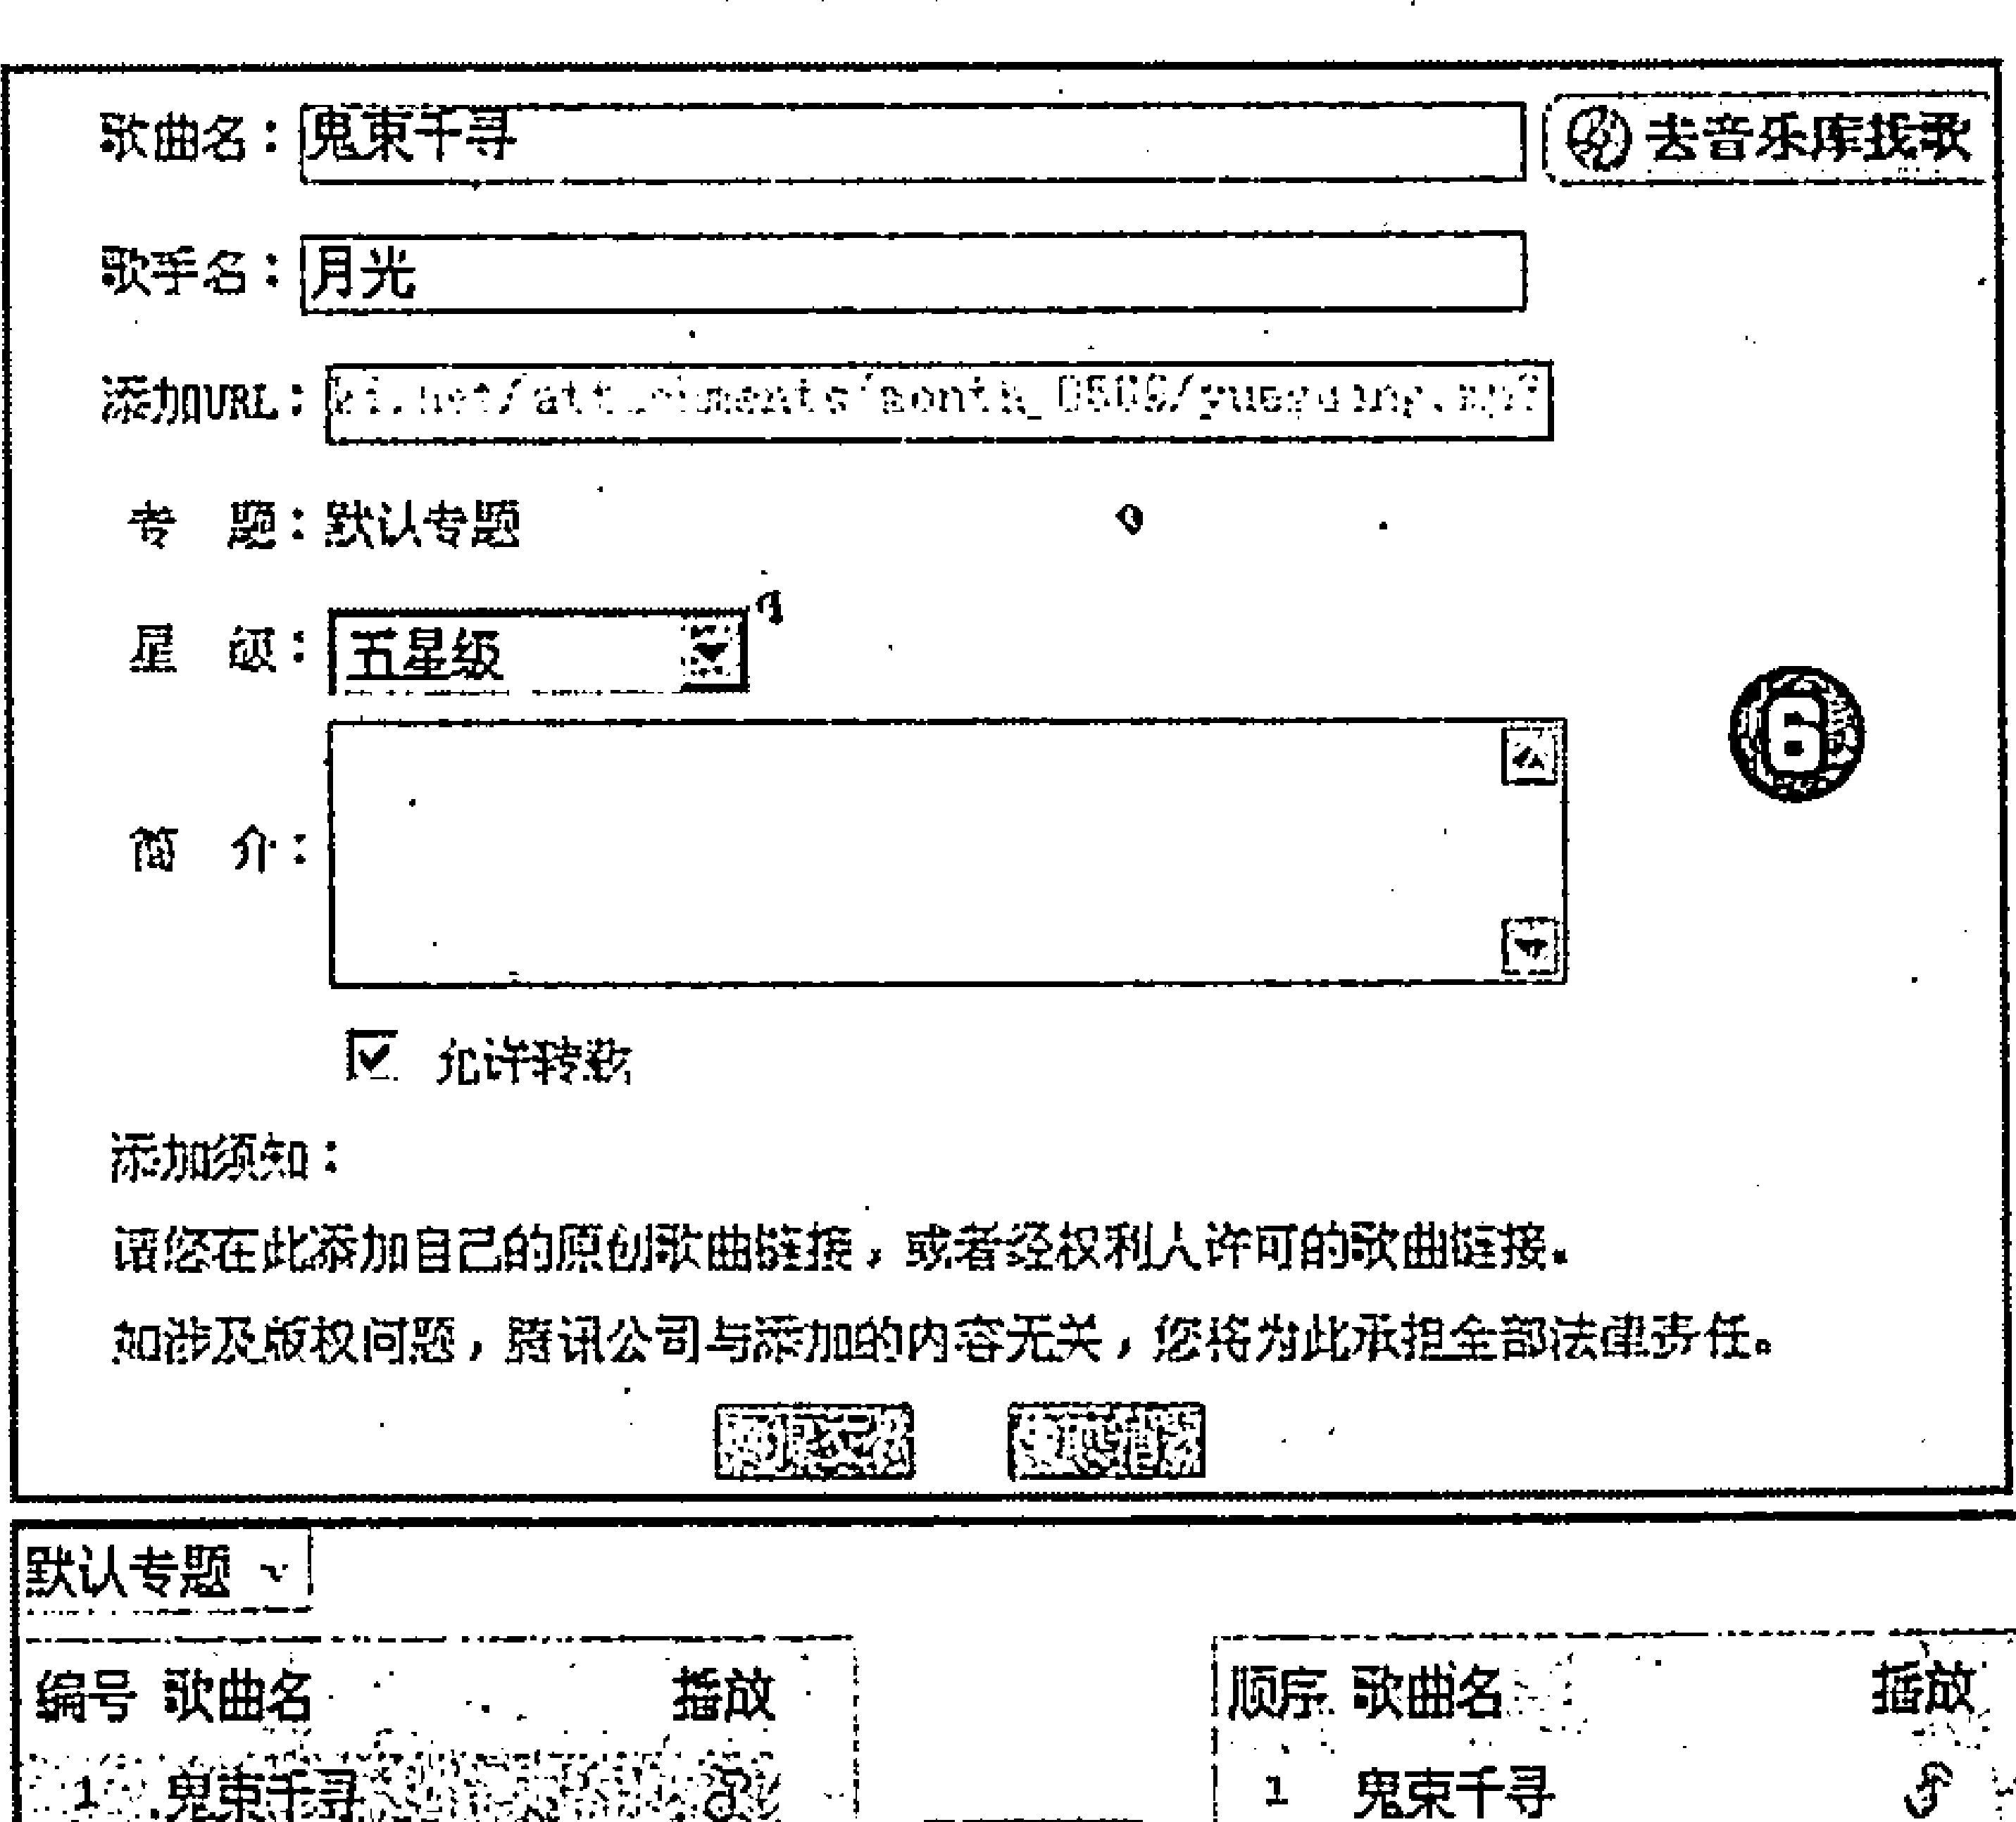 歌曲名：鬼束千寻 去音乐库找歌
歌手名：月光
添加URL：
专 题：默认专题
星 级：五星级
6
简 介：
允许转载
添加须知：
请您在此添加自己的原创歌曲链接，或者经权利人许可的歌曲链接。
如涉及版权问题，腾讯公司与添加的内容无关，您将为此承担全部法律责任。
默认专题
编号 歌曲名 播放 顺序 歌曲名 播放
1 鬼束千寻 1 鬼束千寻